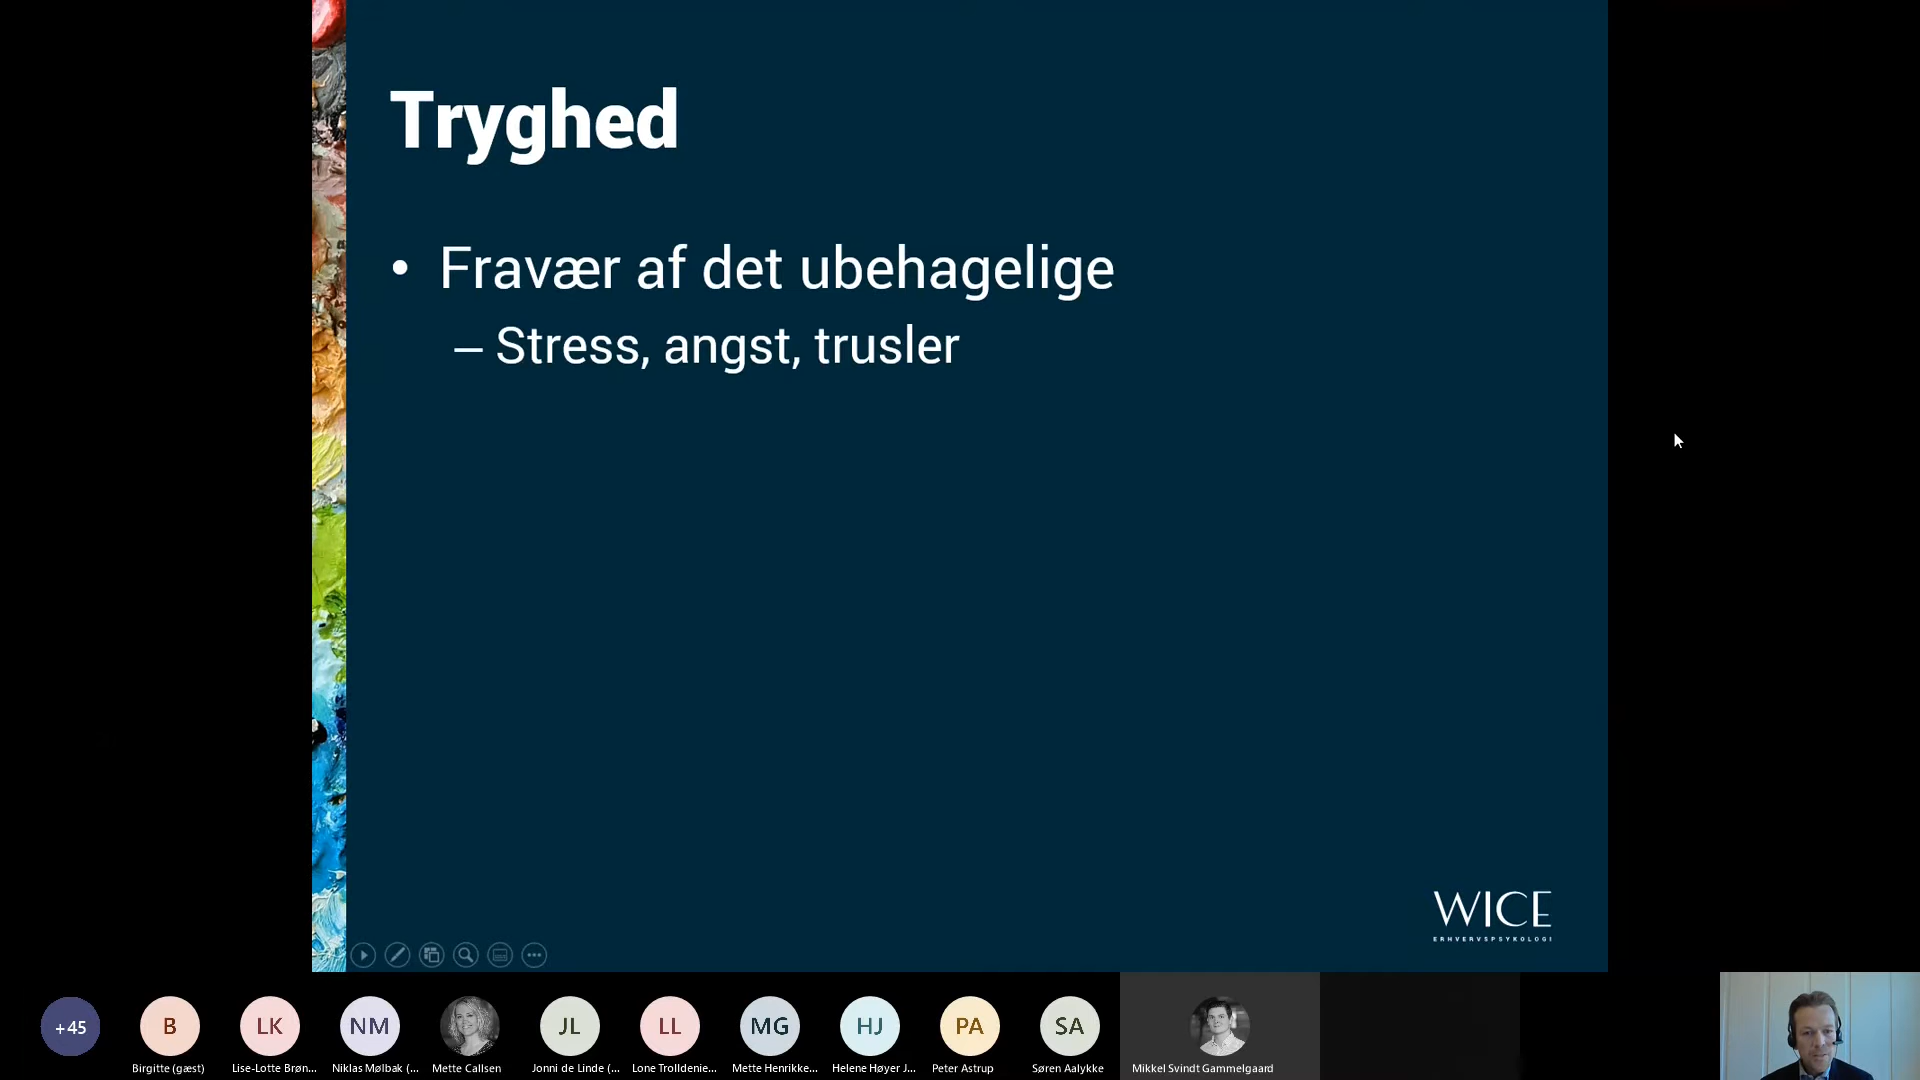 Tryghed
• Fravær af det ubehagelige
– Stress, angst, trusler
WICE
ERHVERVSPSYKOLOGI
+45
B
LK
NM
JL
LL
MG
HJ
PA
SA
Birgitte (gæst)
Lise-Lotte Brøn...
Niklas Mølbak (...
Mette Callsen
Jonni de Linde (...
Lone Trolldenie...
Mette Henrikke...
Helene Høyer J...
Peter Astrup
Søren Aalykke
Mikkel Svindt Gammelgaard